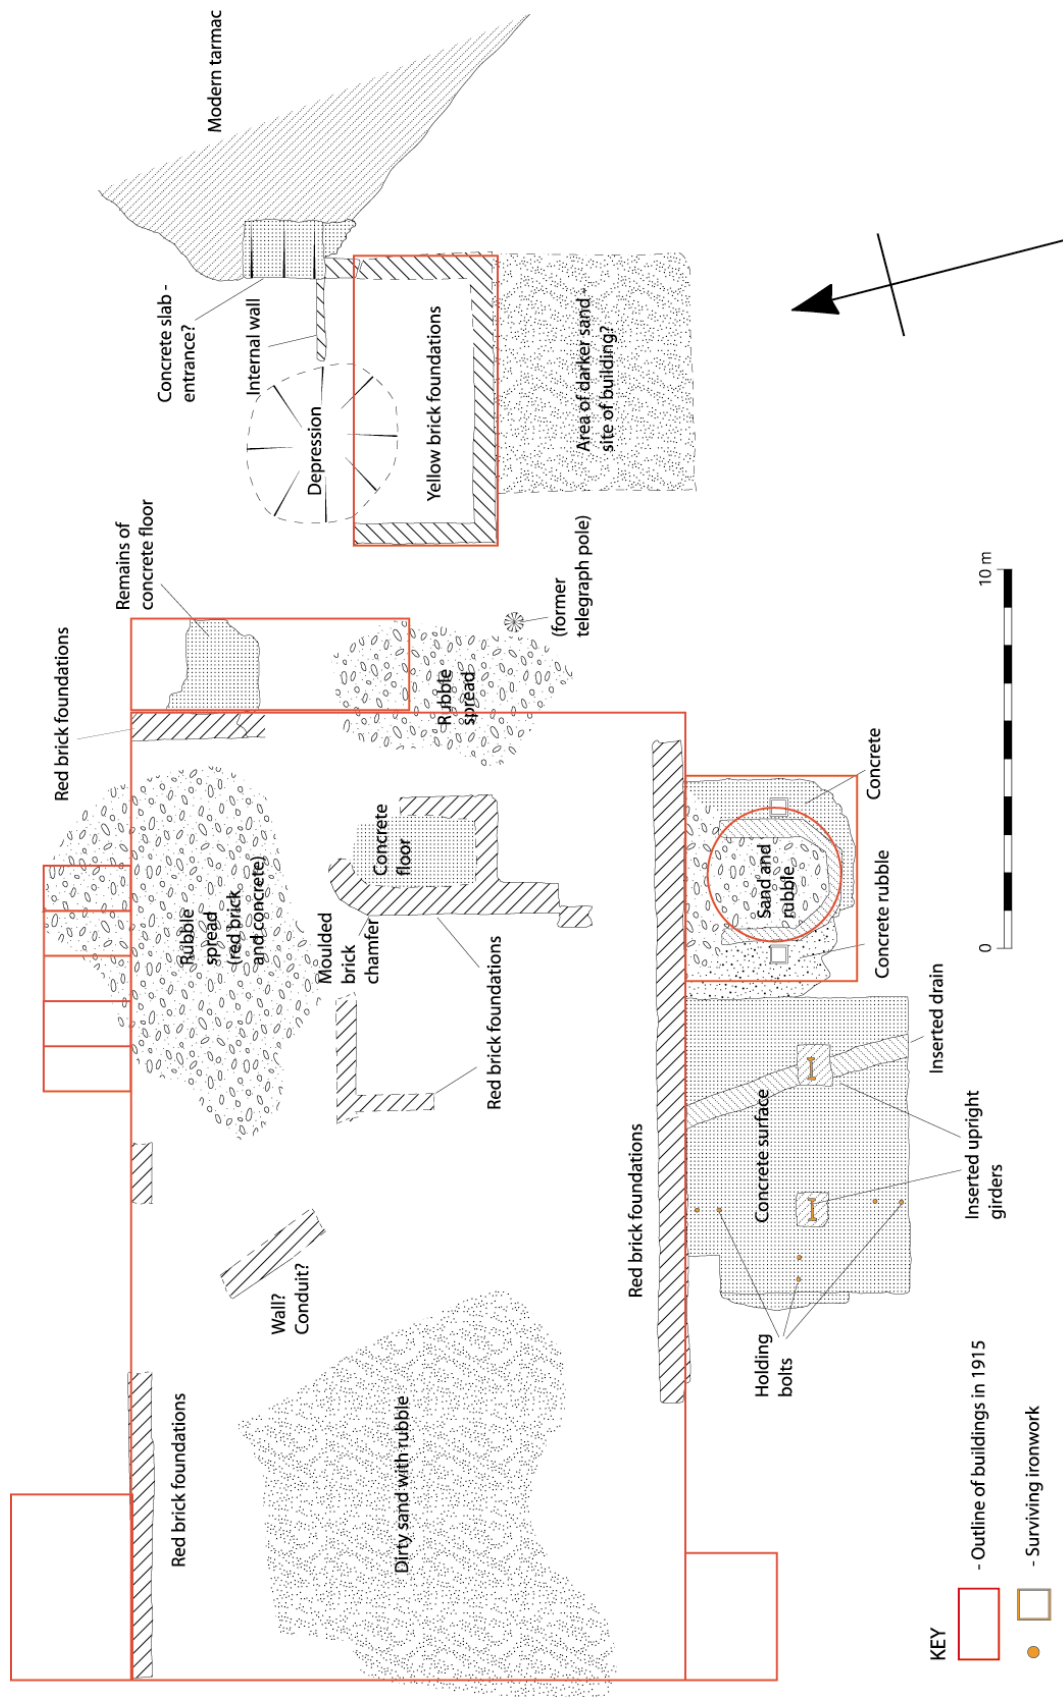 Modern tarmac
Concrete slab -
entrance?
Internal wall
Depression
Yellow brick foundations
Area of darker sand -
site of building?
Remains of
concrete floor
(former
telegraph pole)
Red brick foundations
Rubble
spread
Rubble
spread
(red brick
and concrete)
Concrete
floor
Moulded
brick
chamfer
Red brick foundations
Sand and
rubble
Concrete
Concrete rubble
Inserted drain
Concrete surface
Inserted upright
girders
Red brick foundations
Holding
bolts
Wall?
Conduit?
Red brick foundations
Dirty sand with rubble
0
10 m
KEY
- Outline of buildings in 1915
- Surviving ironwork